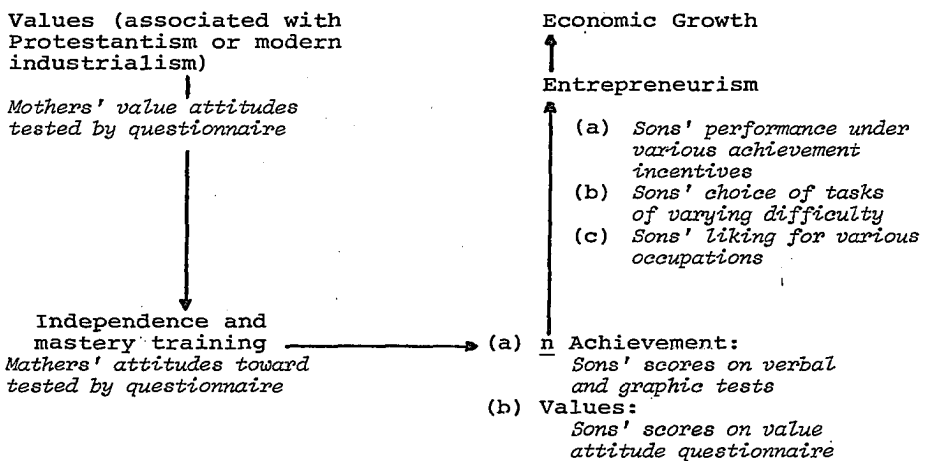 Values (associated with
Protestantism or modern
industrialism)
Mothers' value attitudes
tested by questionnaire
Independence and
mastery training
Mathers' attitudes toward
tested by questionnaire
Economic Growth
Entrepreneurism
(a) Sons' performance under
various achievement
incentives
(b) Sons' choice of tasks
of varying difficulty
(c) Sons' liking for various
occupations
(a) n Achievement:
Sons' scores on verbal
and graphic tests
(b) Values:
Sons' scores on value
attitude questionnaire